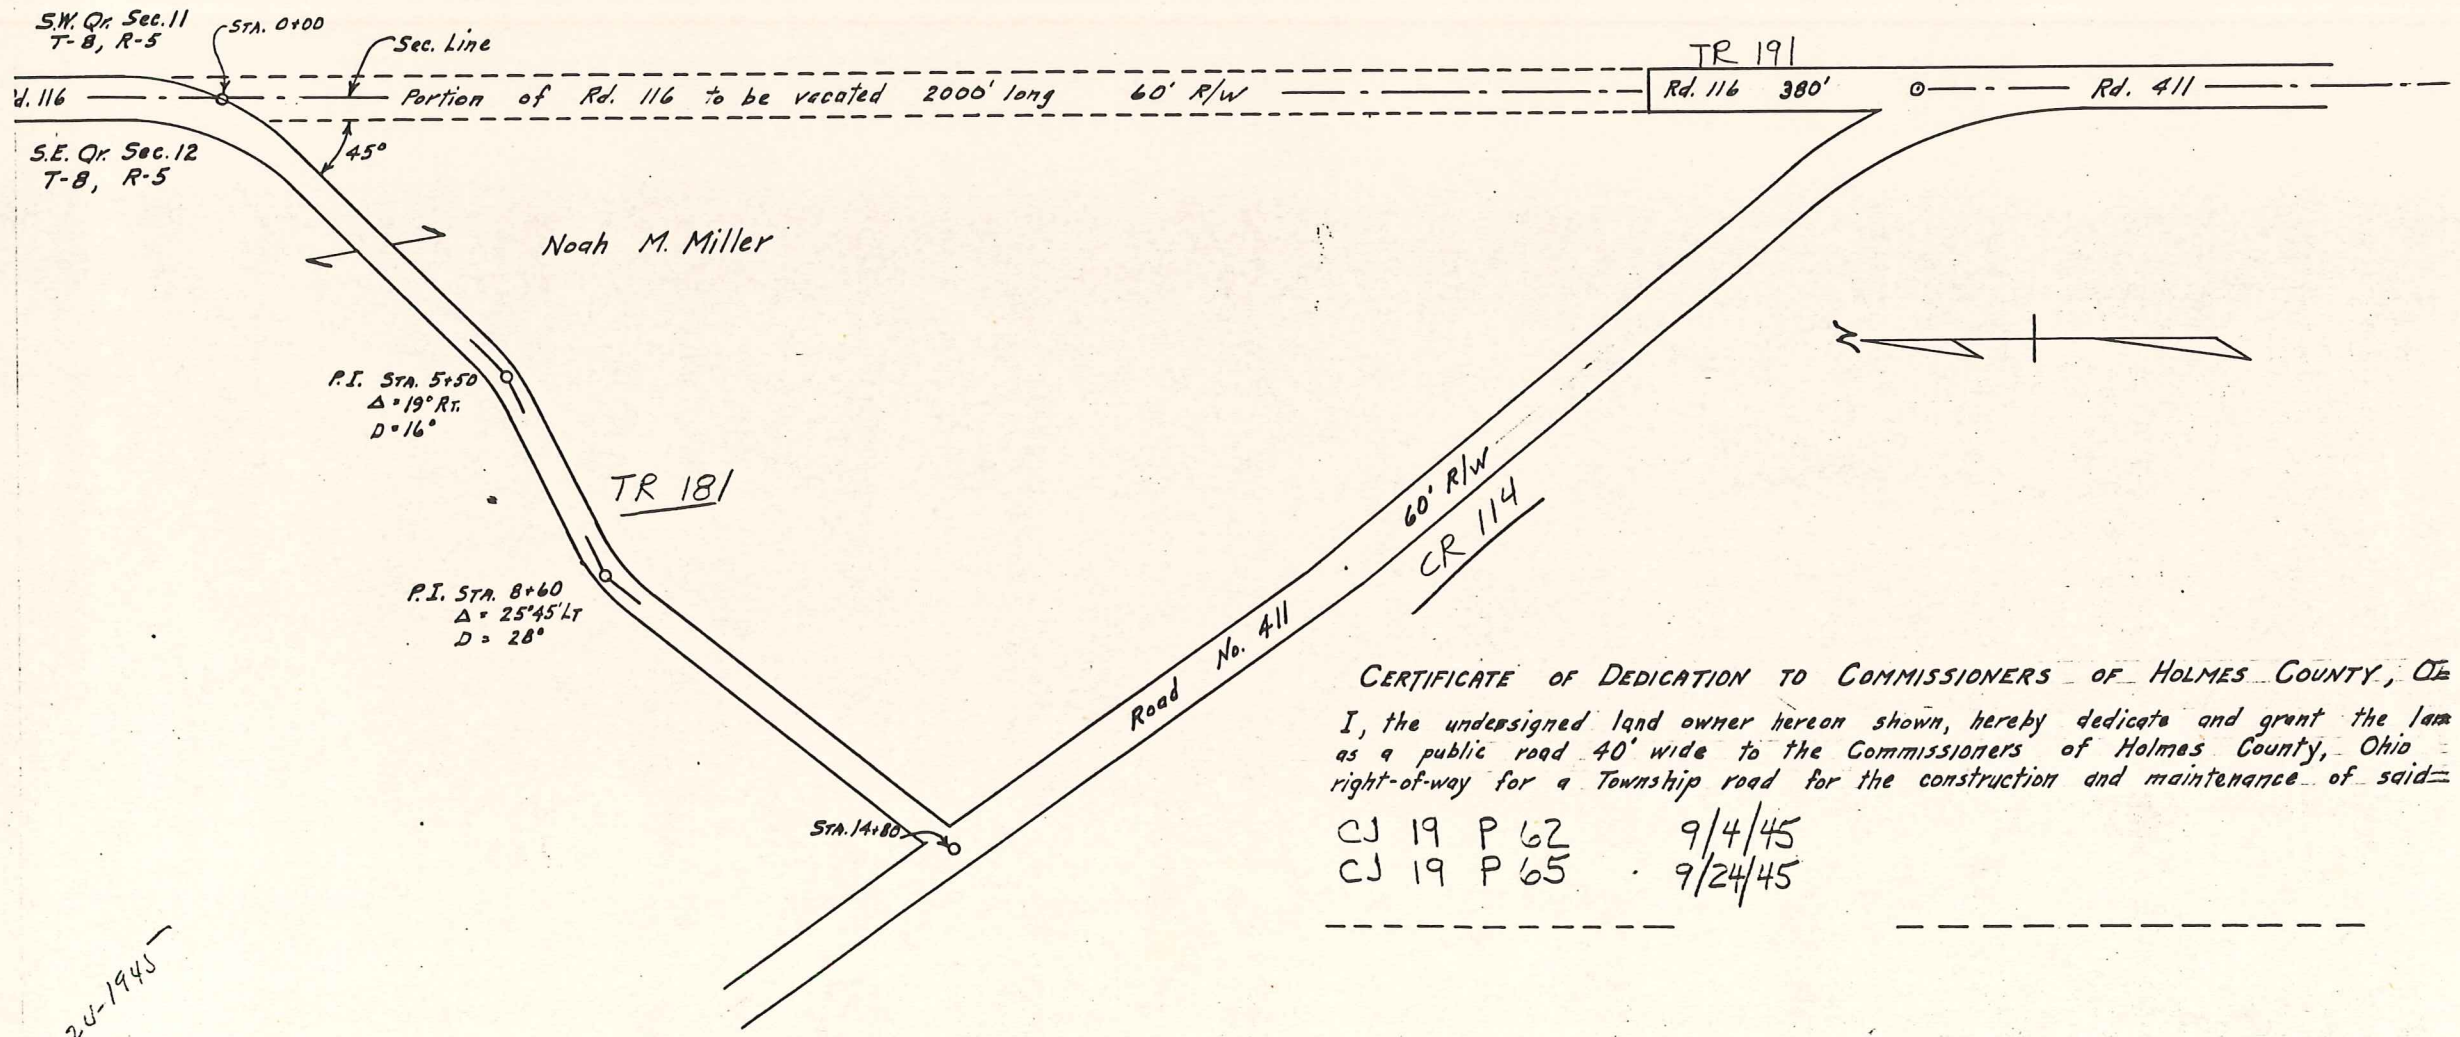 S.W. Qr. Sec. 11
T-8, R-5
STA. 0+00
Sec. Line
TR 191
d. 116
Portion of Rd. 116 to be vacated 2000' long 60' R/W
Rd. 116 380'
Rd. 411
45°
S.E. Qr. Sec. 12
T-8, R-5
Noah M. Miller
N
P.I. STA. 5+50
Δ = 19° RT.
D = 16°
TR 181
P.I. STA. 8+60
Δ = 25°45' LT
D = 28°
60' R/W
CR 114
Road No. 411
STA. 14+80
CERTIFICATE OF DEDICATION TO COMMISSIONERS OF HOLMES COUNTY,
I, the undersigned land owner hereon shown, hereby dedicate and grant the
as a public road 40' wide to the Commissioners of Holmes County, Ohio
right-of-way for a Township road for the construction and maintenance of said
CJ 19 P 62 9/4/45
CJ 19 P 65 9/24/45
-1945